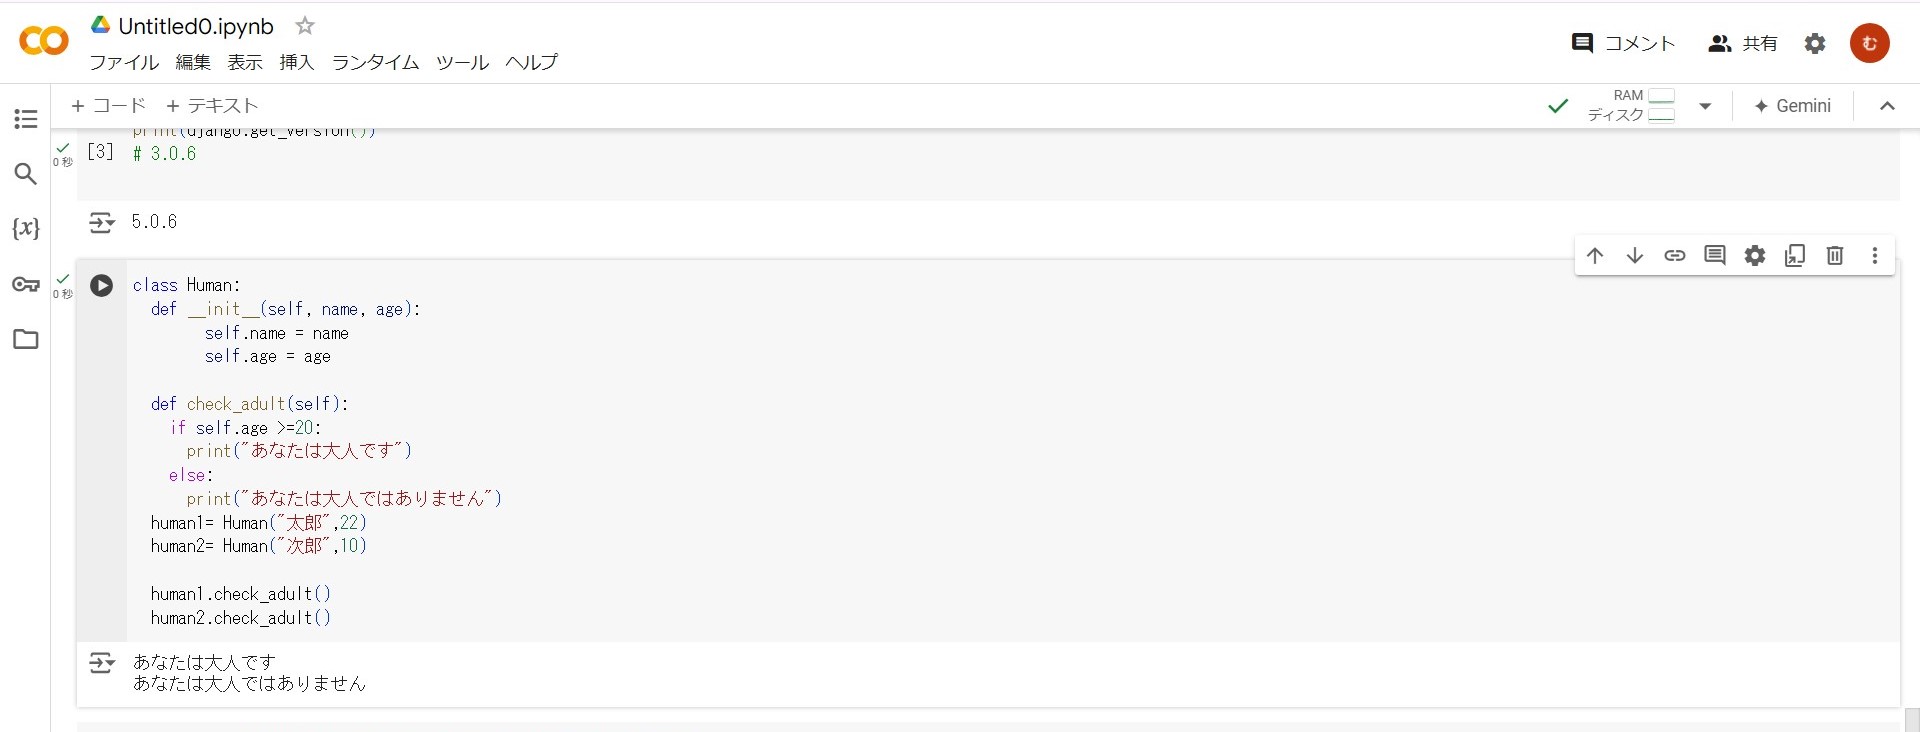 Untitled0.ipynb
ファイル 編集 表示 挿入 ランタイム ツール ヘルプ
コメント 共有 む
+ コード + テキスト
RAM
ディスク
Gemini
print(django.get_version())
[3] # 3.0.6
0 秒
5.0.6
{x}
0 秒
class Human:
  def __init__(self, name, age):
        self.name = name
        self.age = age
  def check_adult(self):
    if self.age >=20:
      print("あなたは大人です")
    else:
      print("あなたは大人ではありません")
  human1= Human("太郎",22)
  human2= Human("次郎",10)
  human1.check_adult()
  human2.check_adult()
あなたは大人です
あなたは大人ではありません